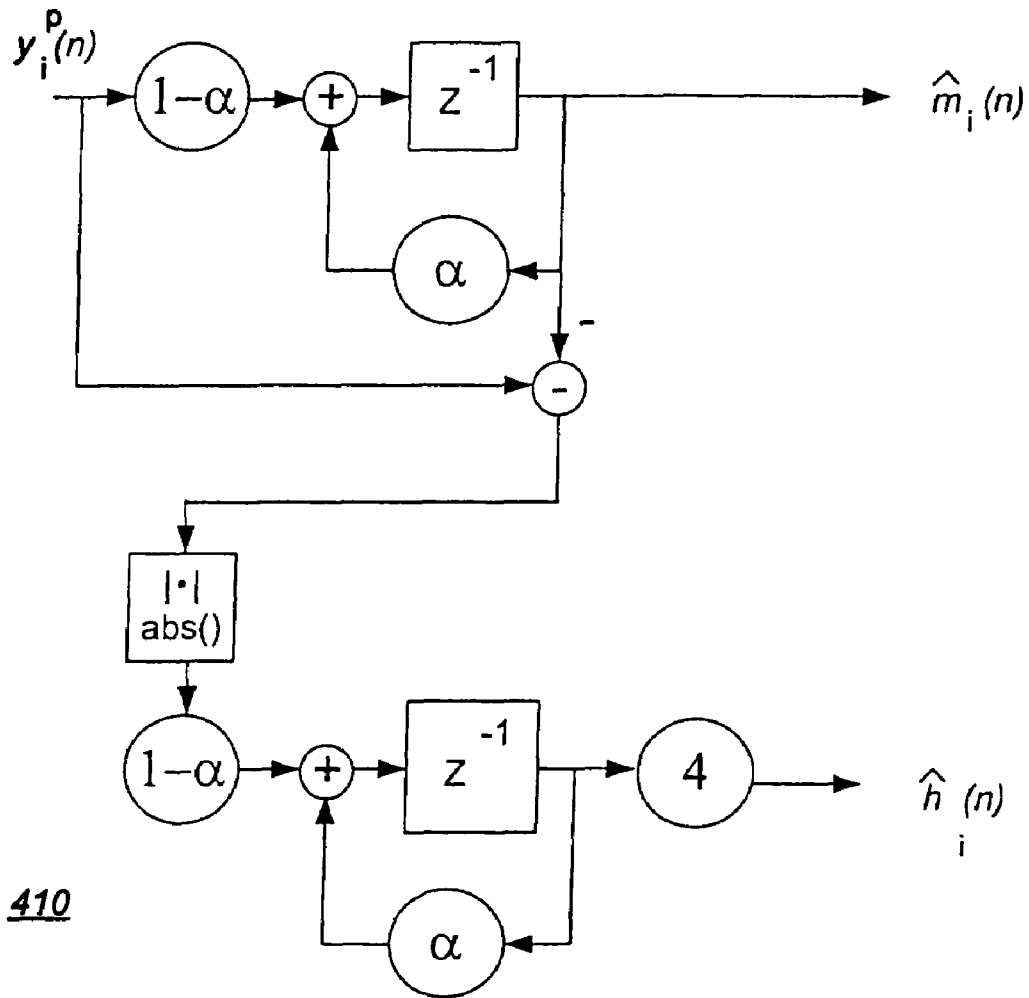 y_i^p(n)
1-α
+
z^-1
m̂_i(n)
α
-
-
|·|
abs()
1-α
+
z^-1
4
ĥ_i(n)
α
410